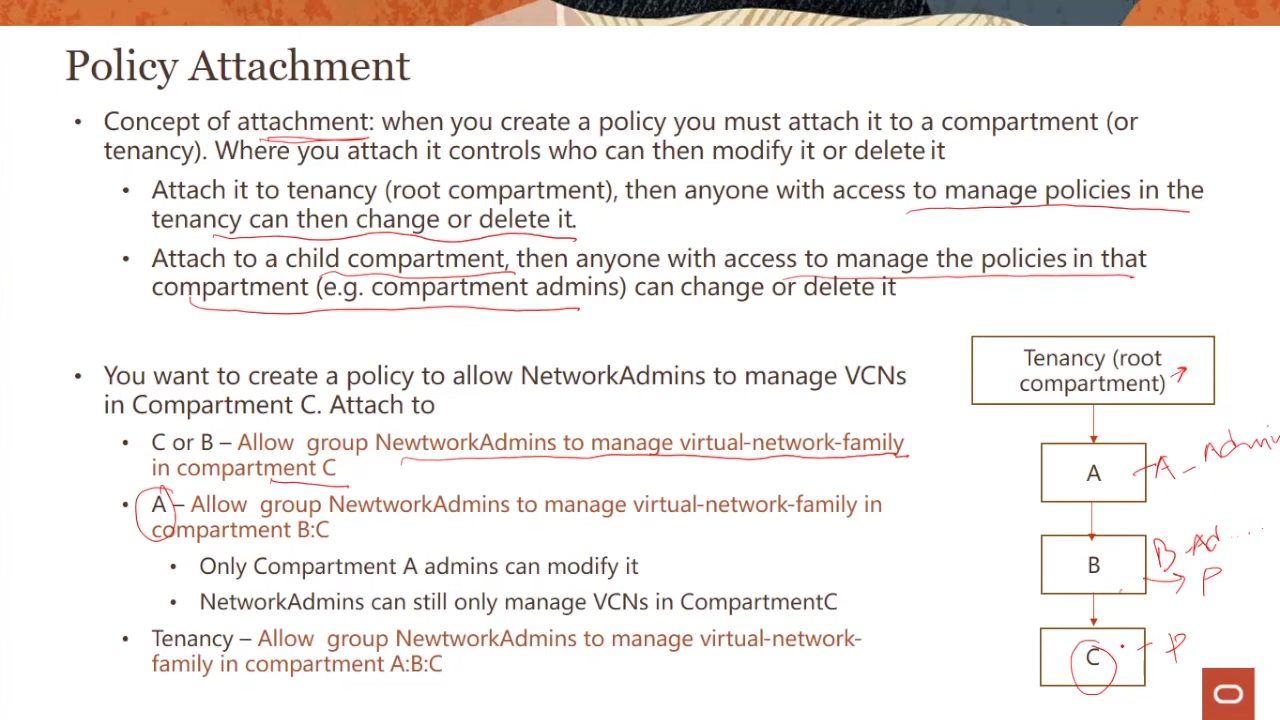 Policy Attachment
• Concept of attachment: when you create a policy you must attach it to a compartment (or
tenancy). Where you attach it controls who can then modify it or delete it
• Attach it to tenancy (root compartment), then anyone with access to manage policies in the
tenancy can then change or delete it.
• Attach to a child compartment, then anyone with access to manage the policies in that
compartment (e.g. compartment admins) can change or delete it
• You want to create a policy to allow NetworkAdmins to manage VCNs
in Compartment C. Attach to
• C or B – Allow group NewtworkAdmins to manage virtual-network-family
in compartment C
• A – Allow group NewtworkAdmins to manage virtual-network-family in
compartment B:C
• Only Compartment A admins can modify it
• NetworkAdmins can still only manage VCNs in CompartmentC
• Tenancy – Allow group NewtworkAdmins to manage virtual-network-
family in compartment A:B:C
Tenancy (root
compartment)
A
A_Admin
B
B-Ad....
P
C
P